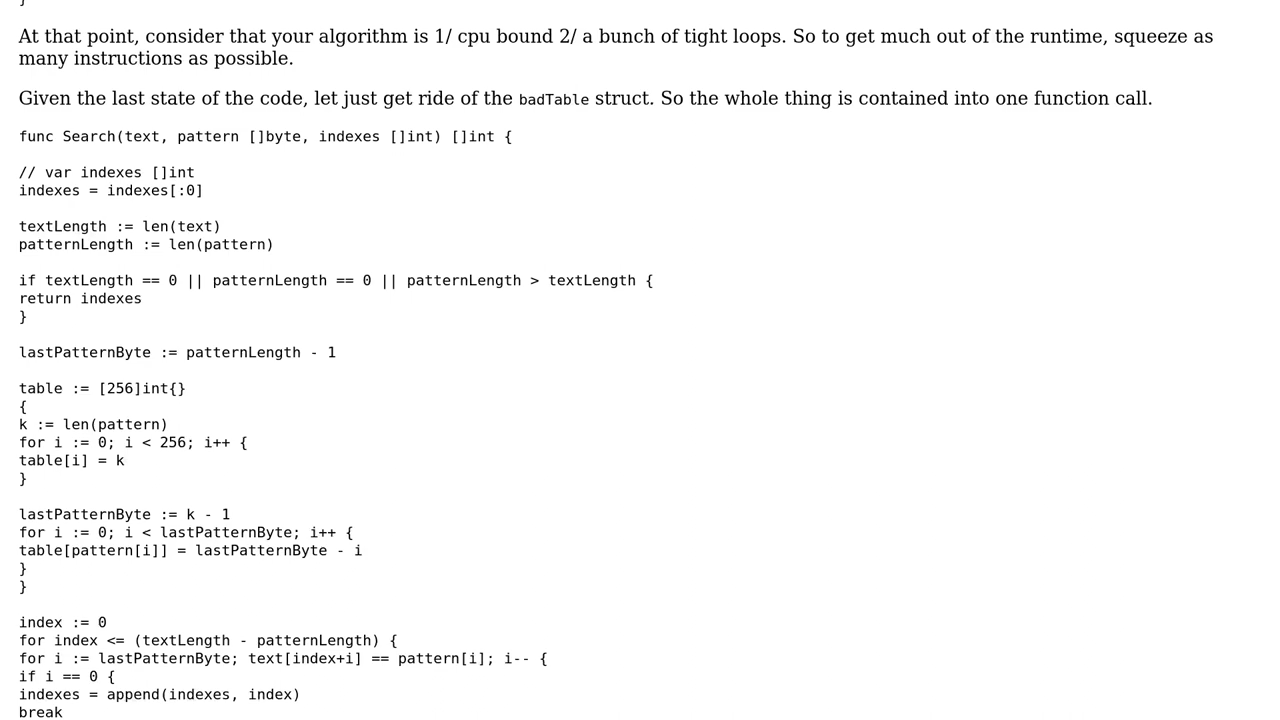 }
At that point, consider that your algorithm is 1/ cpu bound 2/ a bunch of tight loops. So to get much out of the runtime, squeeze as
many instructions as possible.
Given the last state of the code, let just get ride of the badTable struct. So the whole thing is contained into one function call.
func Search(text, pattern []byte, indexes []int) []int {
// var indexes []int
indexes = indexes[:0]
textLength := len(text)
patternLength := len(pattern)
if textLength == 0 || patternLength == 0 || patternLength > textLength {
return indexes
}
lastPatternByte := patternLength - 1
table := [256]int{}
{
k := len(pattern)
for i := 0; i < 256; i++ {
table[i] = k
}
lastPatternByte := k - 1
for i := 0; i < lastPatternByte; i++ {
table[pattern[i]] = lastPatternByte - i
}
}
index := 0
for index <= (textLength - patternLength) {
for i := lastPatternByte; text[index+i] == pattern[i]; i-- {
if i == 0 {
indexes = append(indexes, index)
break